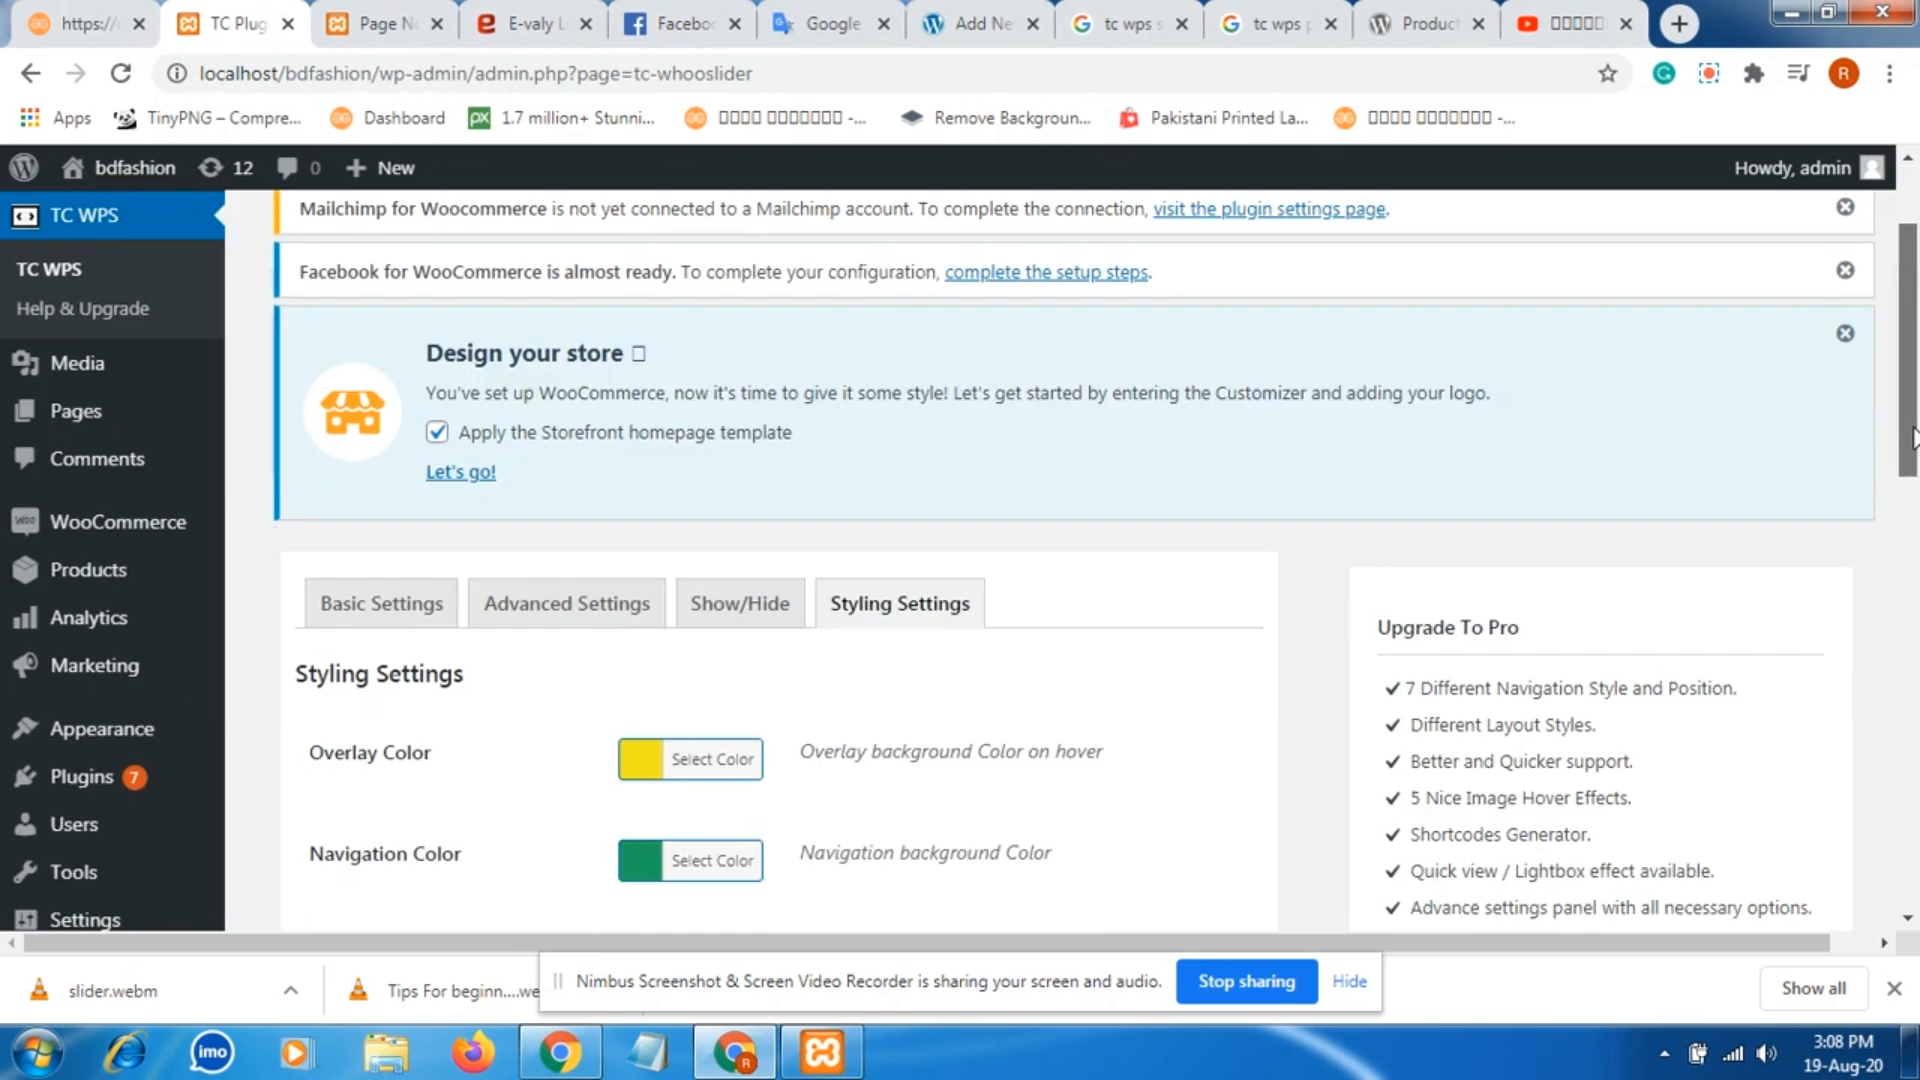 https://
TC Plug
Page N
E-valy L
Faceboo
Google
Add Ne
tc wps s
tc wps p
Product
localhost/bdfashion/wp-admin/admin.php?page=tc-whooslider
R
Apps
TinyPNG – Compre...
Dashboard
px
1.7 million+ Stunni...
Remove Backgroun...
Pakistani Printed La...
bdfashion
12
0
New
Howdy, admin
TC WPS
TC WPS
Help & Upgrade
Media
Pages
Comments
WooCommerce
Products
Analytics
Marketing
Appearance
Plugins 7
Users
Tools
Settings
Mailchimp for Woocommerce is not yet connected to a Mailchimp account. To complete the connection, visit the plugin settings page.
Facebook for WooCommerce is almost ready. To complete your configuration, complete the setup steps.
Design your store
You've set up WooCommerce, now it's time to give it some style! Let's get started by entering the Customizer and adding your logo.
Apply the Storefront homepage template
Let's go!
Basic Settings
Advanced Settings
Show/Hide
Styling Settings
Styling Settings
Overlay Color
Select Color
Overlay background Color on hover
Navigation Color
Select Color
Navigation background Color
Upgrade To Pro
✔ 7 Different Navigation Style and Position.
✔ Different Layout Styles.
✔ Better and Quicker support.
✔ 5 Nice Image Hover Effects.
✔ Shortcodes Generator.
✔ Quick view / Lightbox effect available.
✔ Advance settings panel with all necessary options.
slider.webm
Tips For beginn....we
Nimbus Screenshot & Screen Video Recorder is sharing your screen and audio.
Stop sharing
Hide
Show all
imo
R
3:08 PM
19-Aug-20